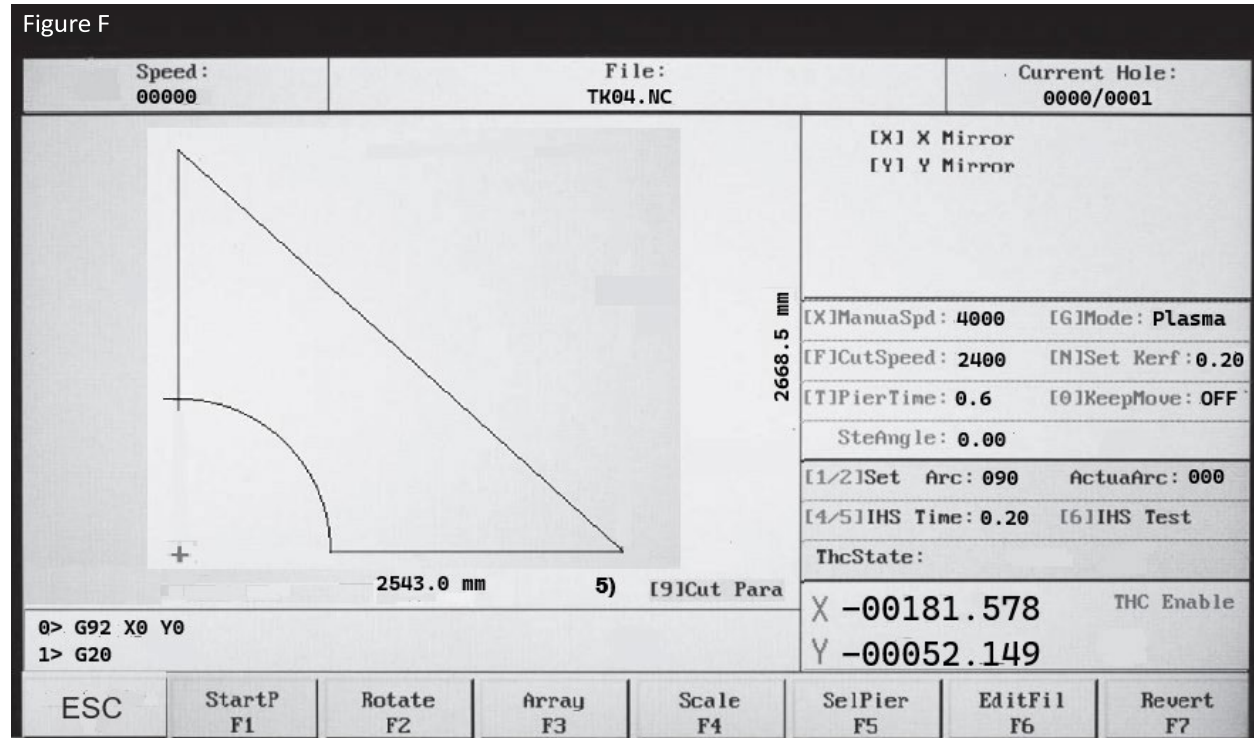 Figure F
Speed:
00000
File:
TK04.NC
Current Hole:
0000/0001
[X] X Mirror
[Y] Y Mirror
2668.5 mm
[X]ManuaSpd: 4000 [G]Mode: Plasma
[F]CutSpeed: 2400 [N]Set Kerf: 0.20
[T]PierTime: 0.6 [0]KeepMove: OFF
SteAngle: 0.00
[1/2]Set Arc: 090 ActuaArc: 000
[4/5]IHS Time: 0.20 [6]IHS Test
ThcState:
2543.0 mm 5) [9]Cut Para
X -00181.578 THC Enable
Y -00052.149
0> G92 X0 Y0
1> G20
ESC
StartP
F1
Rotate
F2
Array
F3
Scale
F4
SelPier
F5
EditFil
F6
Revert
F7